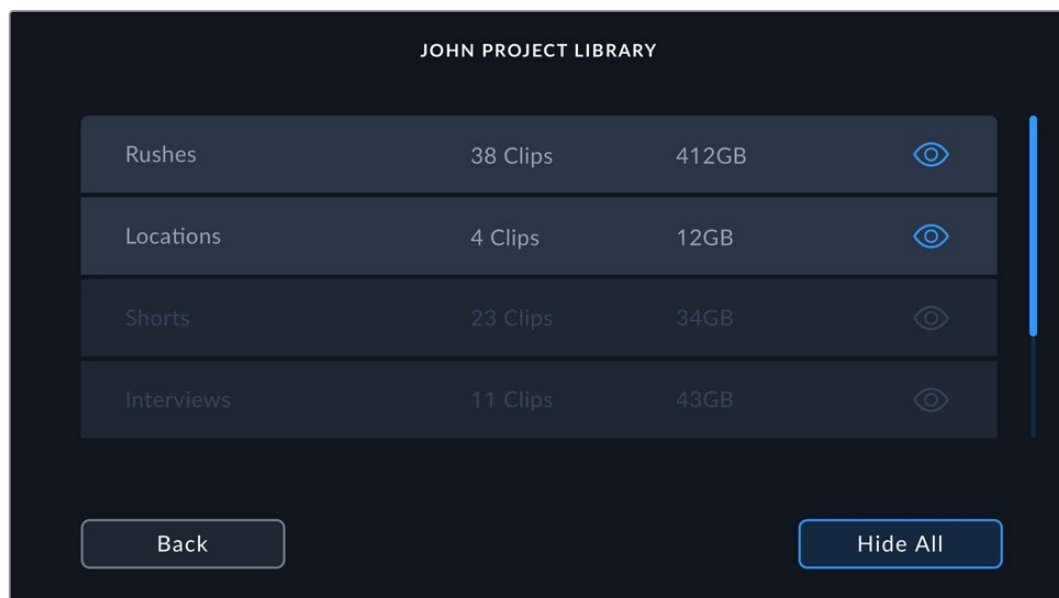 JOHN PROJECT LIBRARY
Rushes 38 Clips 412GB
Locations 4 Clips 12GB
Shorts 23 Clips 34GB
Interviews 11 Clips 43GB
Back Hide All